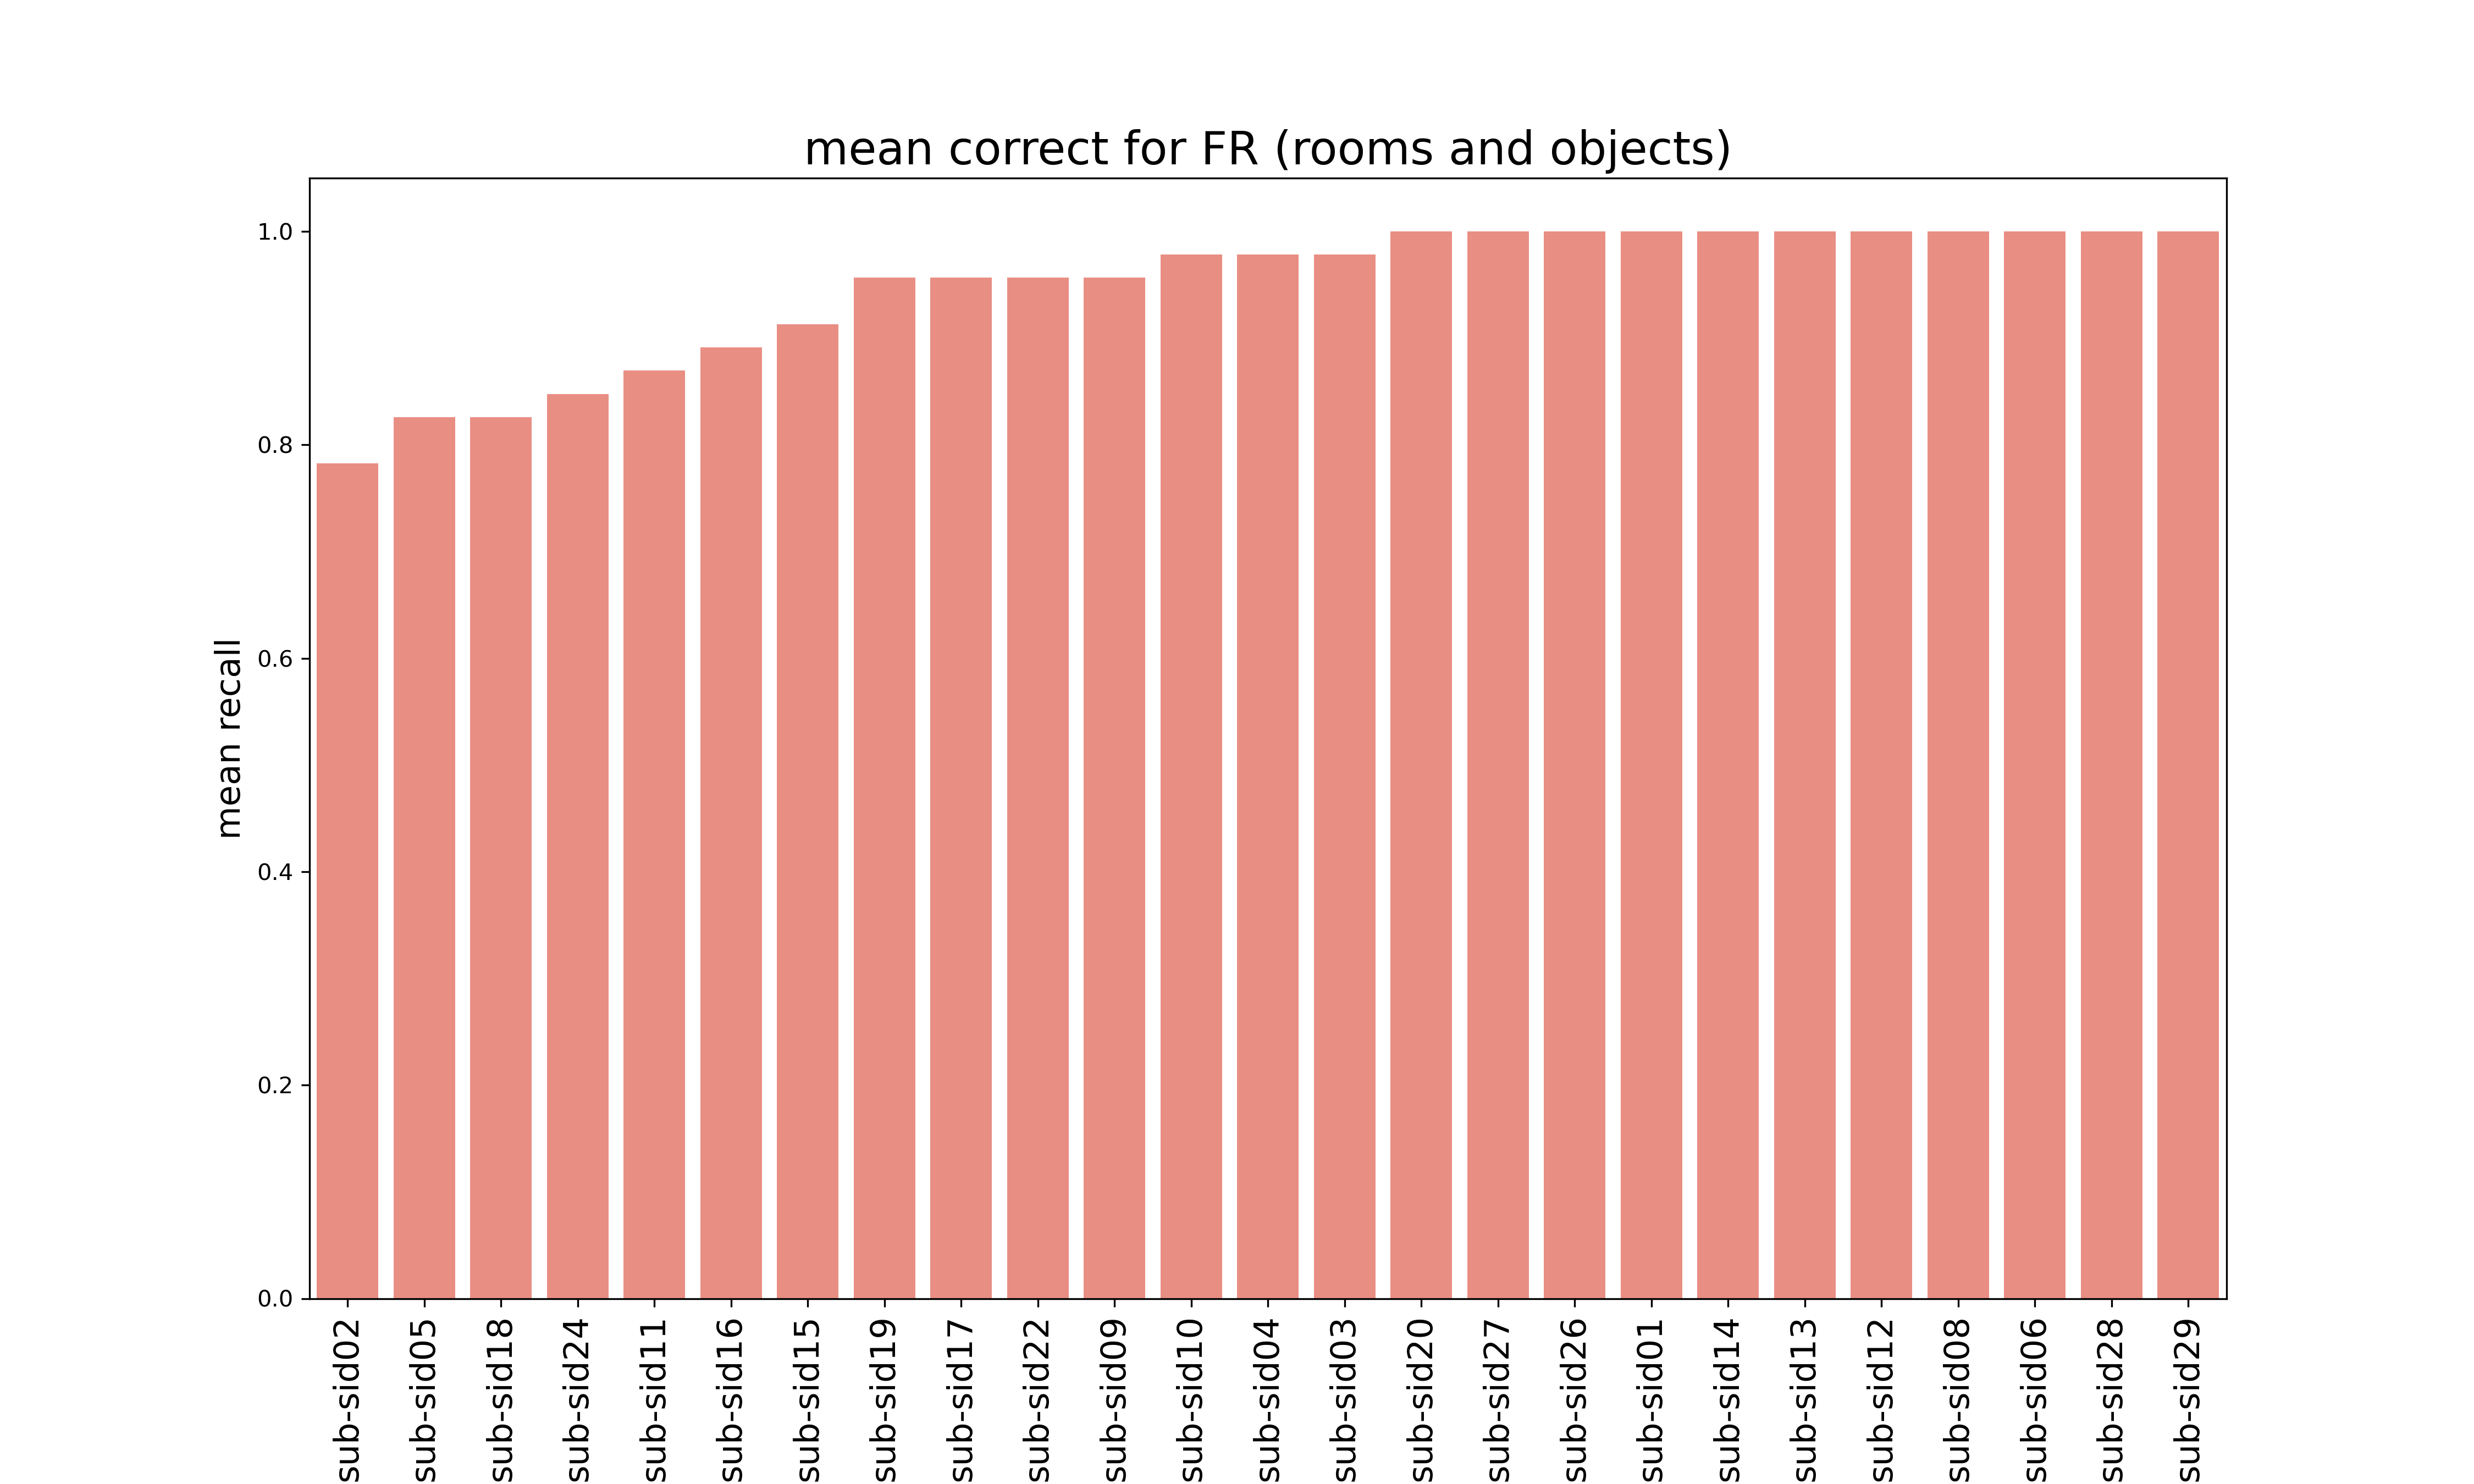 mean correct for FR (rooms and objects)
mean recall
1.0
0.8
0.6
0.4
0.2
0.0
sub-sid02
sub-sid05
sub-sid18
sub-sid24
sub-sid11
sub-sid16
sub-sid15
sub-sid19
sub-sid17
sub-sid22
sub-sid09
sub-sid10
sub-sid04
sub-sid03
sub-sid20
sub-sid27
sub-sid26
sub-sid01
sub-sid14
sub-sid13
sub-sid12
sub-sid08
sub-sid06
sub-sid28
sub-sid29